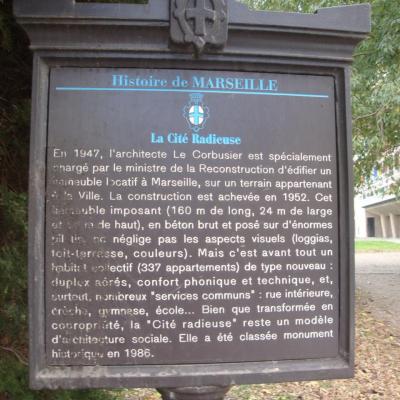 Histoire de MARSEILLE
La Cité Radieuse
En 1947, l'architecte Le Corbusier est spécialement
chargé par le ministre de la Reconstruction d'édifier un
immeuble locatif à Marseille, sur un terrain appartenant
à la Ville. La construction est achevée en 1952. Cet
immeuble imposant (160 m de long, 24 m de large
et de haut), en béton brut et posé sur d'énormes
ne néglige pas les aspects visuels (loggias,
toit-terrasse, couleurs). Mais c'est avant tout un
habitat collectif (337 appartements) de type nouveau :
duplex aérés, confort phonique et technique, et,
surtout, nombreux "services communs" : rue intérieure,
crèche, gymnase, école... Bien que transformée en
copropriété, la "Cité radieuse" reste un modèle
d'architecture sociale. Elle a été classée monument
historique en 1986.